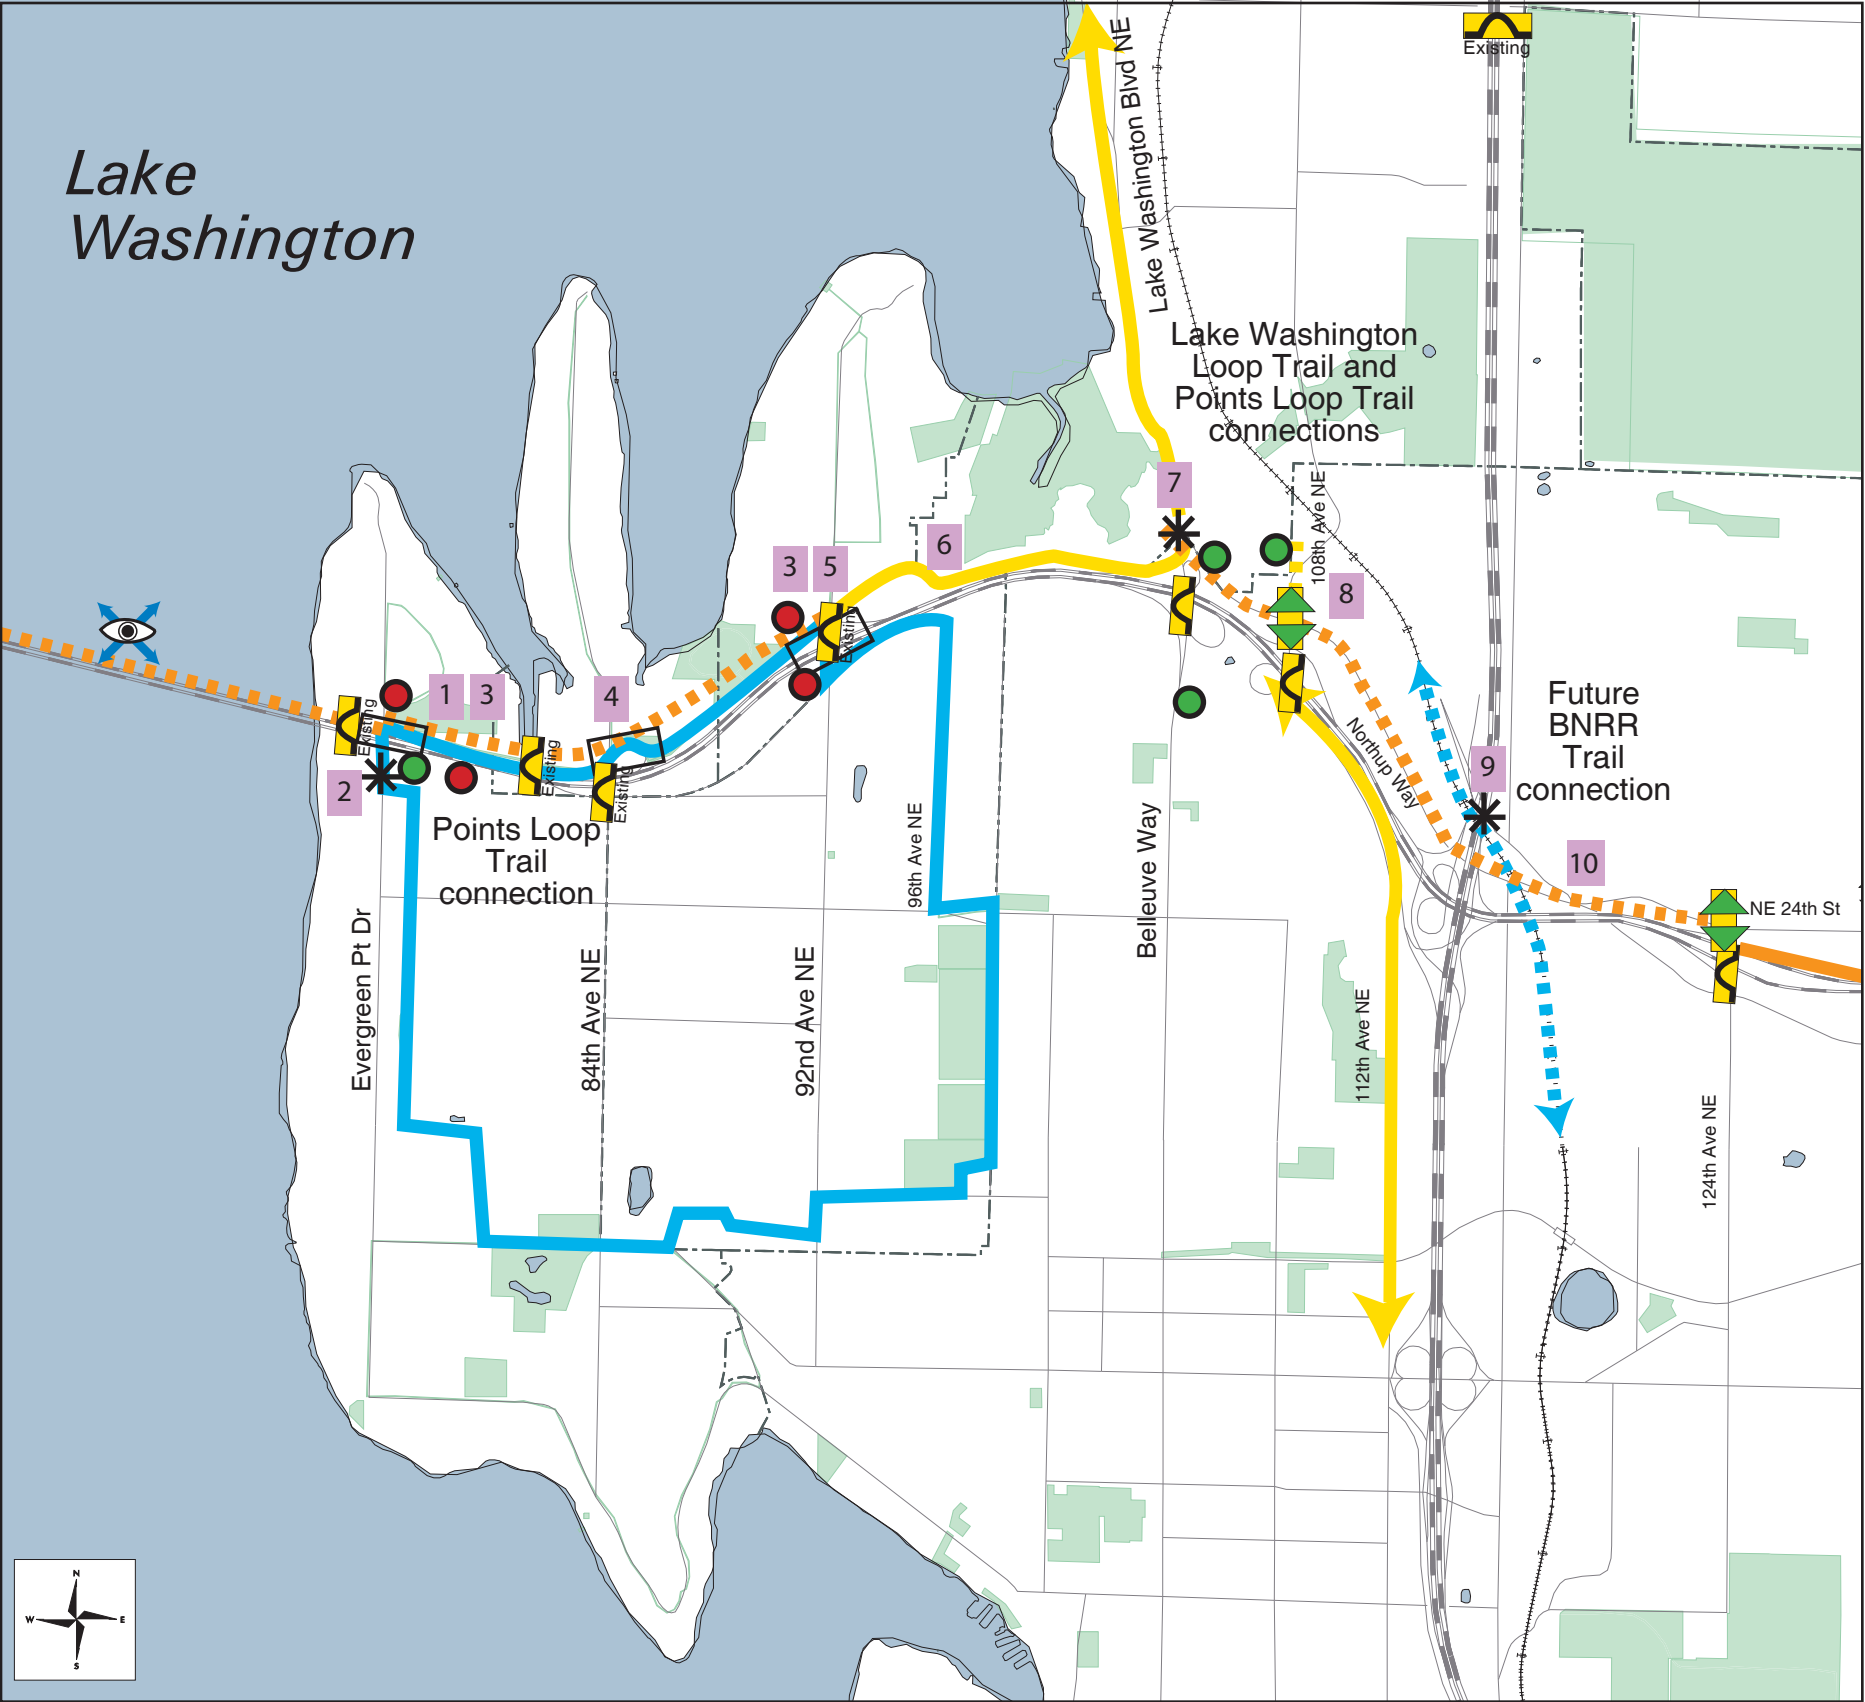 Existing
Lake Washington Blvd NE
Lake
Washington
Lake Washington
Loop Trail and
Points Loop Trail
connections
7
108th Ave NE
6
3
5
8
Existing
1
3
4
Existing
Existing
Existing
2
Future
BNRR
Trail
connection
Northup Way
9
Points Loop
Trail
connection
96th Ave NE
Belleuve Way
10
NE 24th St
Evergreen Pt Dr
84th Ave NE
92nd Ave NE
112th Ave NE
124th Ave NE
N
W
E
S